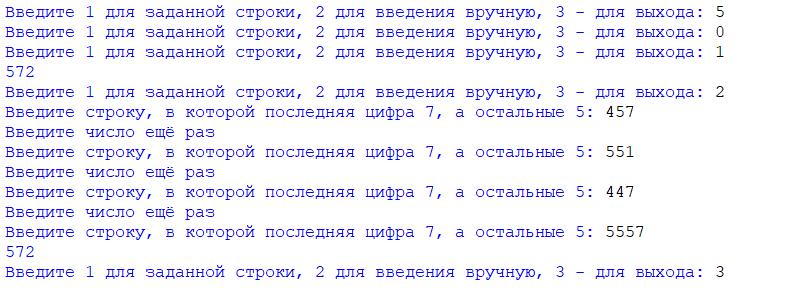 Введите 1 для заданной строки, 2 для введения вручную, 3 - для выхода: 5
Введите 1 для заданной строки, 2 для введения вручную, 3 - для выхода: 0
Введите 1 для заданной строки, 2 для введения вручную, 3 - для выхода: 1
572
Введите 1 для заданной строки, 2 для введения вручную, 3 - для выхода: 2
Введите строку, в которой последняя цифра 7, а остальные 5: 457
Введите число ещё раз
Введите строку, в которой последняя цифра 7, а остальные 5: 551
Введите число ещё раз
Введите строку, в которой последняя цифра 7, а остальные 5: 447
Введите число ещё раз
Введите строку, в которой последняя цифра 7, а остальные 5: 5557
572
Введите 1 для заданной строки, 2 для введения вручную, 3 - для выхода: 3